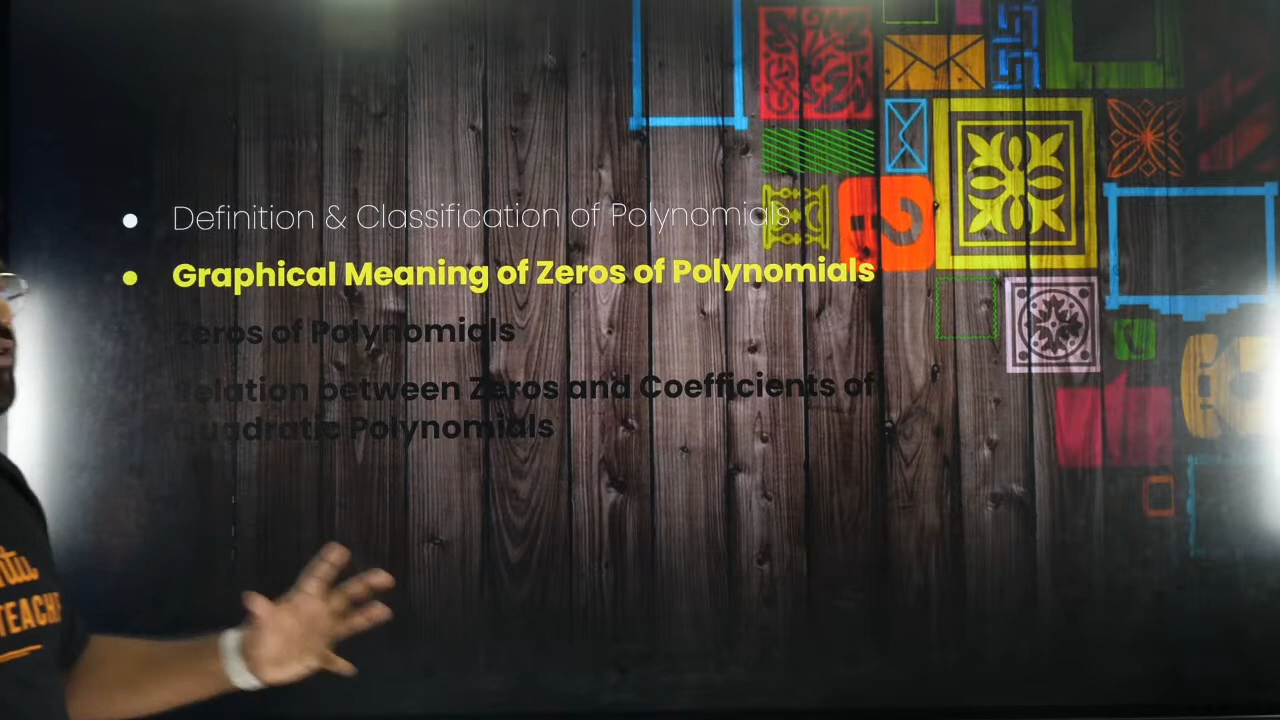 Definition & Classification of Polynomials
Graphical Meaning of Zeros of Polynomials
Zeros of Polynomials
Relation between Zeros and Coefficients of
Quadratic Polynomials
TEACHE